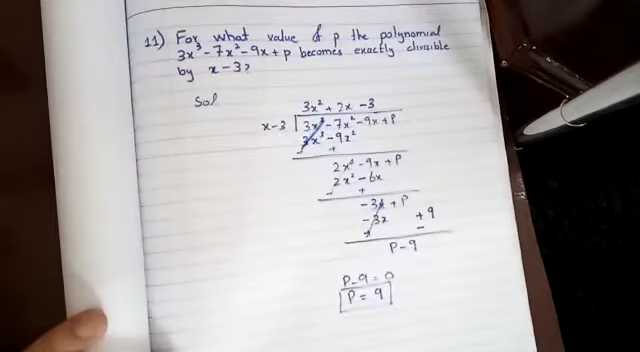 11) For what value of p the polynomial
3x³-7x²-9x+p becomes exactly divisible
by x-3?
Sol
3x²+2x-3
x-3 3x³-7x²-9x+p
3x³-9x²
- +
2x²-9x+p
2x²-6x
- +
-3x+p
-3x +9
+ -
p-9
p-9=0
p=9